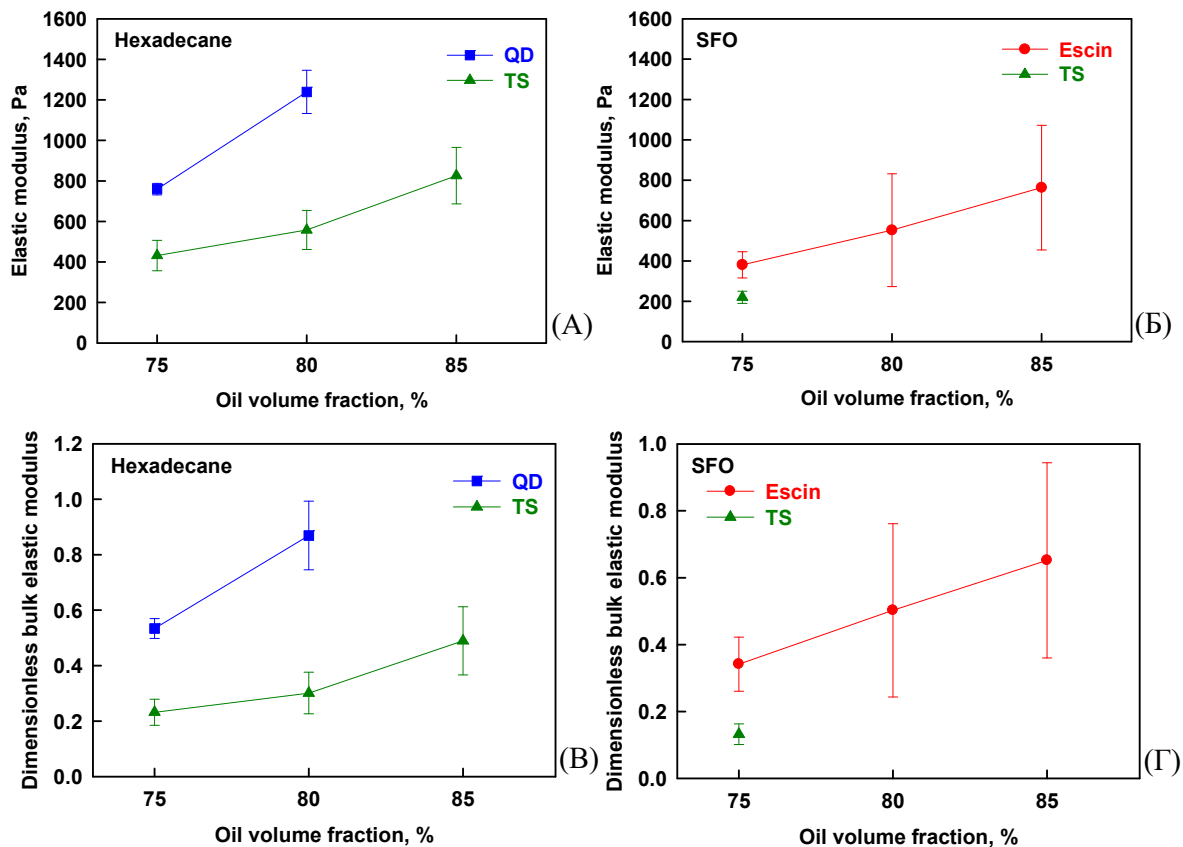 Hexadecane
QD
TS
Elastic modulus, Pa
1600
1400
1200
1000
800
600
400
200
0
75 80 85
Oil volume fraction, %
(А)
SFO
Escin
TS
Elastic modulus, Pa
1600
1400
1200
1000
800
600
400
200
0
75 80 85
Oil volume fraction, %
(Б)
Hexadecane
QD
TS
Dimensionless bulk elastic modulus
1.2
1.0
0.8
0.6
0.4
0.2
0.0
75 80 85
Oil volume fraction, %
(В)
SFO
Escin
TS
Dimensionless bulk elastic modulus
1.0
0.8
0.6
0.4
0.2
0.0
75 80 85
Oil volume fraction, %
(Г)